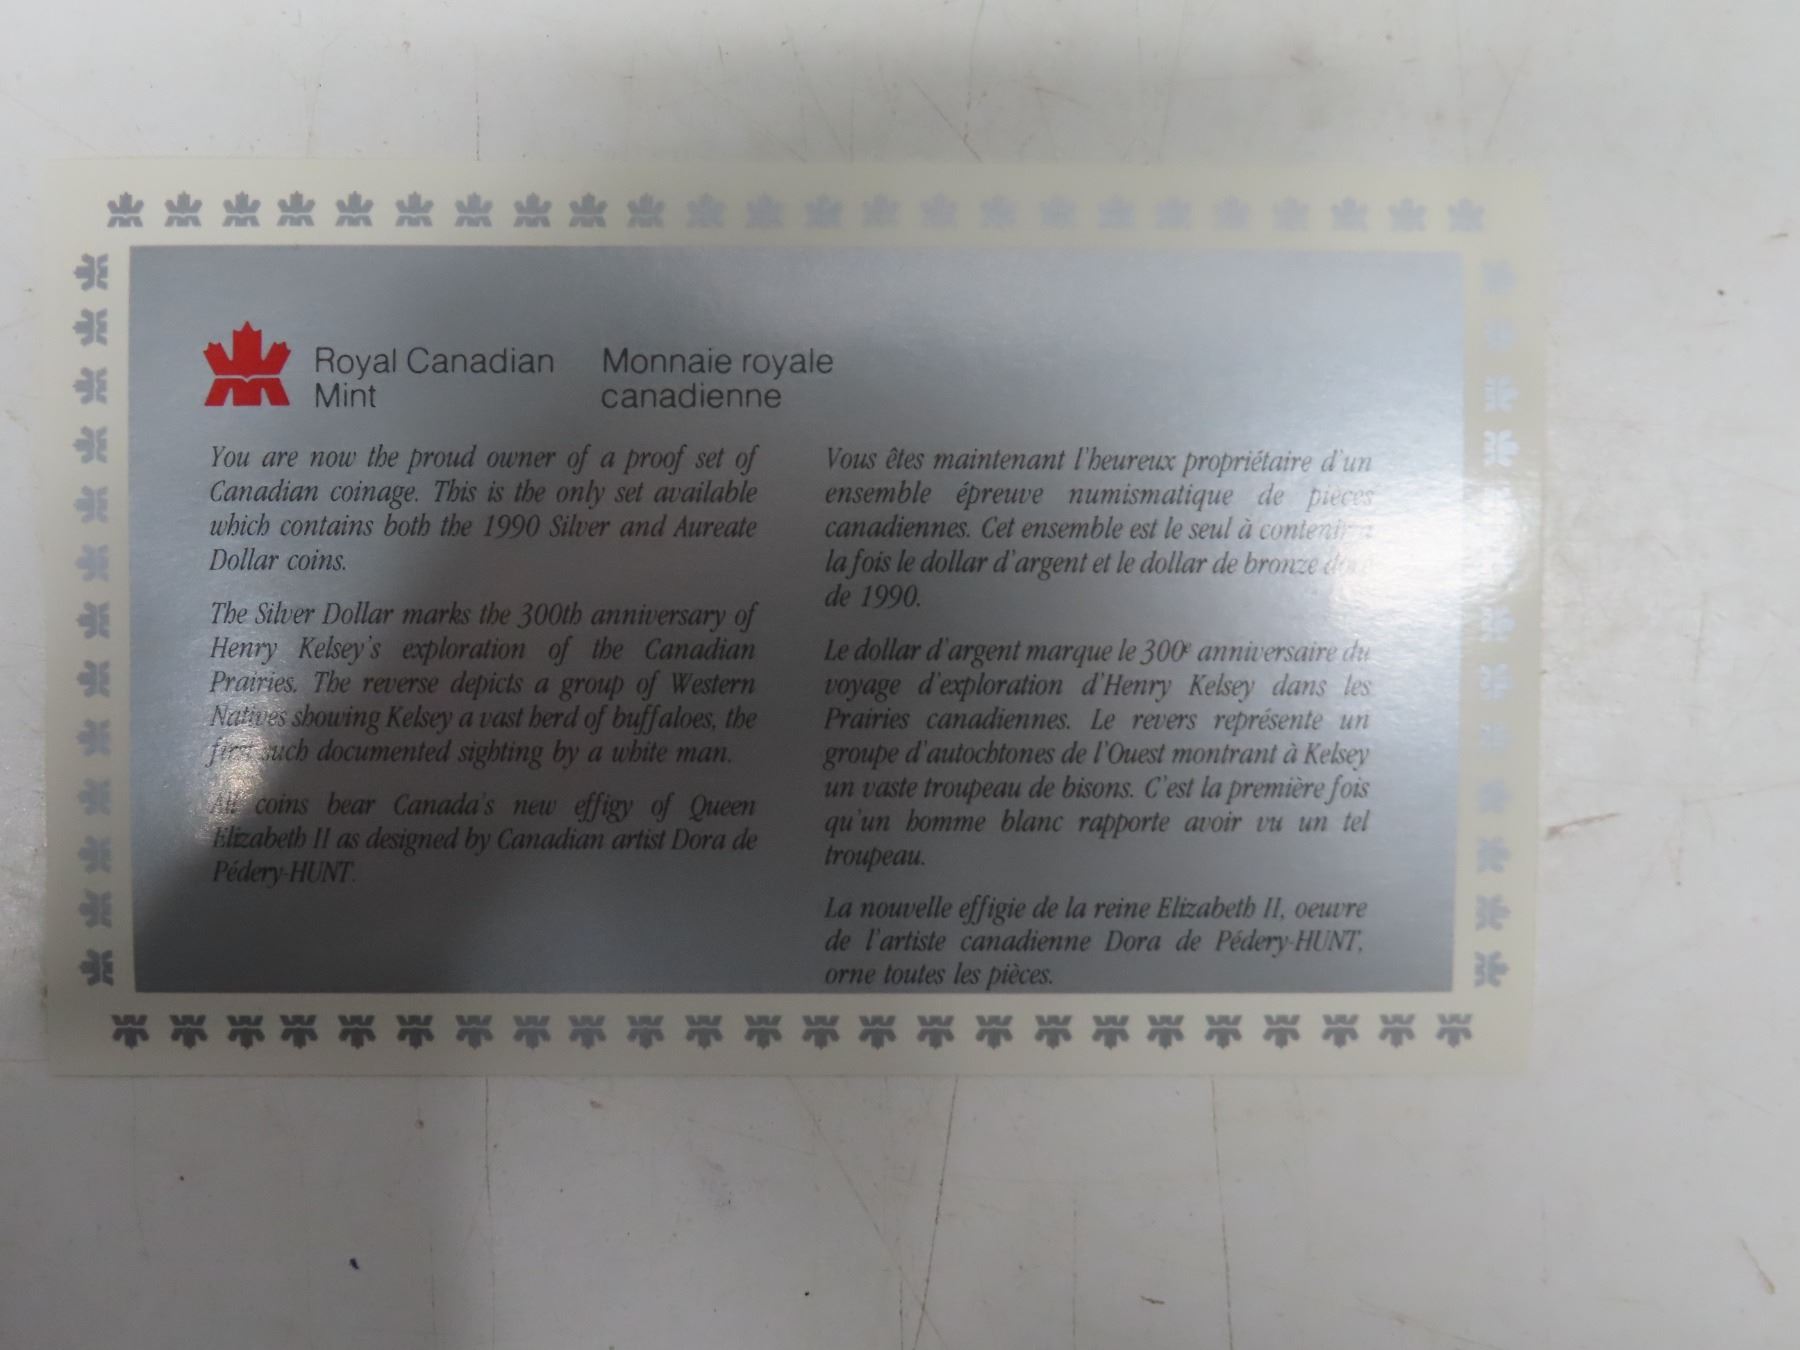 Royal Canadian
Mint
Monnaie royale
canadienne
You are now the proud owner of a proof set of
Canadian coinage. This is the only set available
which contains both the 1990 Silver and Aureate
Dollar coins.
The Silver Dollar marks the 300th anniversary of
Henry Kelsey's exploration of the Canadian
Prairies. The reverse depicts a group of Western
Natives showing Kelsey a vast herd of buffaloes, the
first such documented sighting by a white man.
All coins bear Canada's new effigy of Queen
Elizabeth II as designed by Canadian artist Dora de
Pédery-HUNT.
Vous êtes maintenant l'heureux propriétaire d'un
ensemble épreuve numismatique de pièces
canadiennes. Cet ensemble est le seul à contenir à
la fois le dollar d'argent et le dollar de bronze doré
de 1990.
Le dollar d'argent marque le 300e anniversaire du
voyage d'exploration d'Henry Kelsey dans les
Prairies canadiennes. Le revers représente un
groupe d'autochtones de l'Ouest montrant à Kelsey
un vaste troupeau de bisons. C'est la première fois
qu'un homme blanc rapporte avoir vu un tel
troupeau.
La nouvelle effigie de la reine Elizabeth II, oeuvre
de l'artiste canadienne Dora de Pédery-HUNT,
orne toutes les pièces.